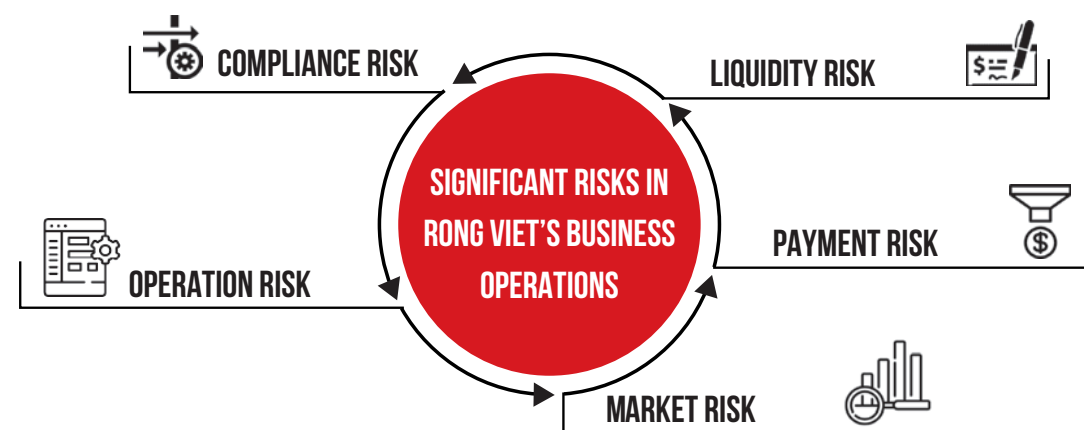 COMPLIANCE RISK
LIQUIDITY RISK
$
SIGNIFICANT RISKS IN
RONG VIET’S BUSINESS
OPERATIONS
PAYMENT RISK
$
OPERATION RISK
MARKET RISK